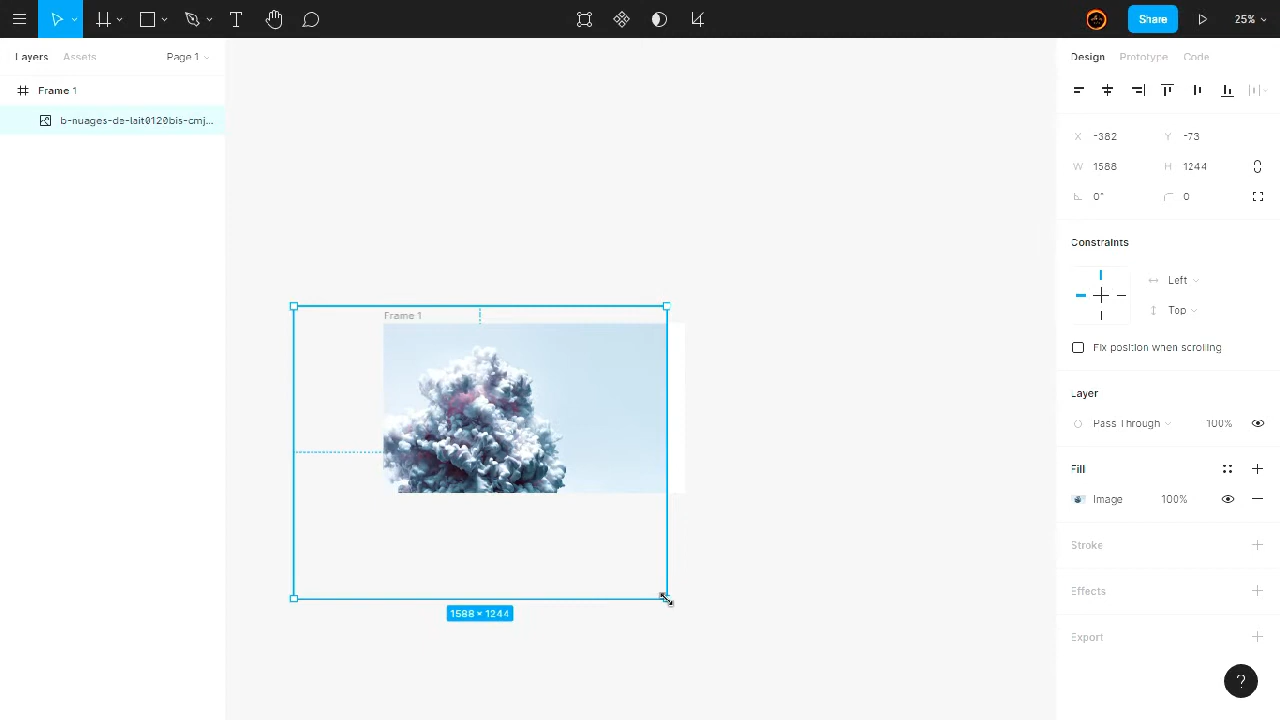 Share
25%
Layers
Assets
Page 1
Design
Prototype
Code
Frame 1
b-nuages-de-lait0120bis-cmj...
X -382
Y -73
W 1588
H 1244
0°
0
Constraints
Left
Top
Fix position when scrolling
Frame 1
Layer
Pass Through
100%
Fill
Image
100%
Stroke
Effects
1588 × 1244
Export
?